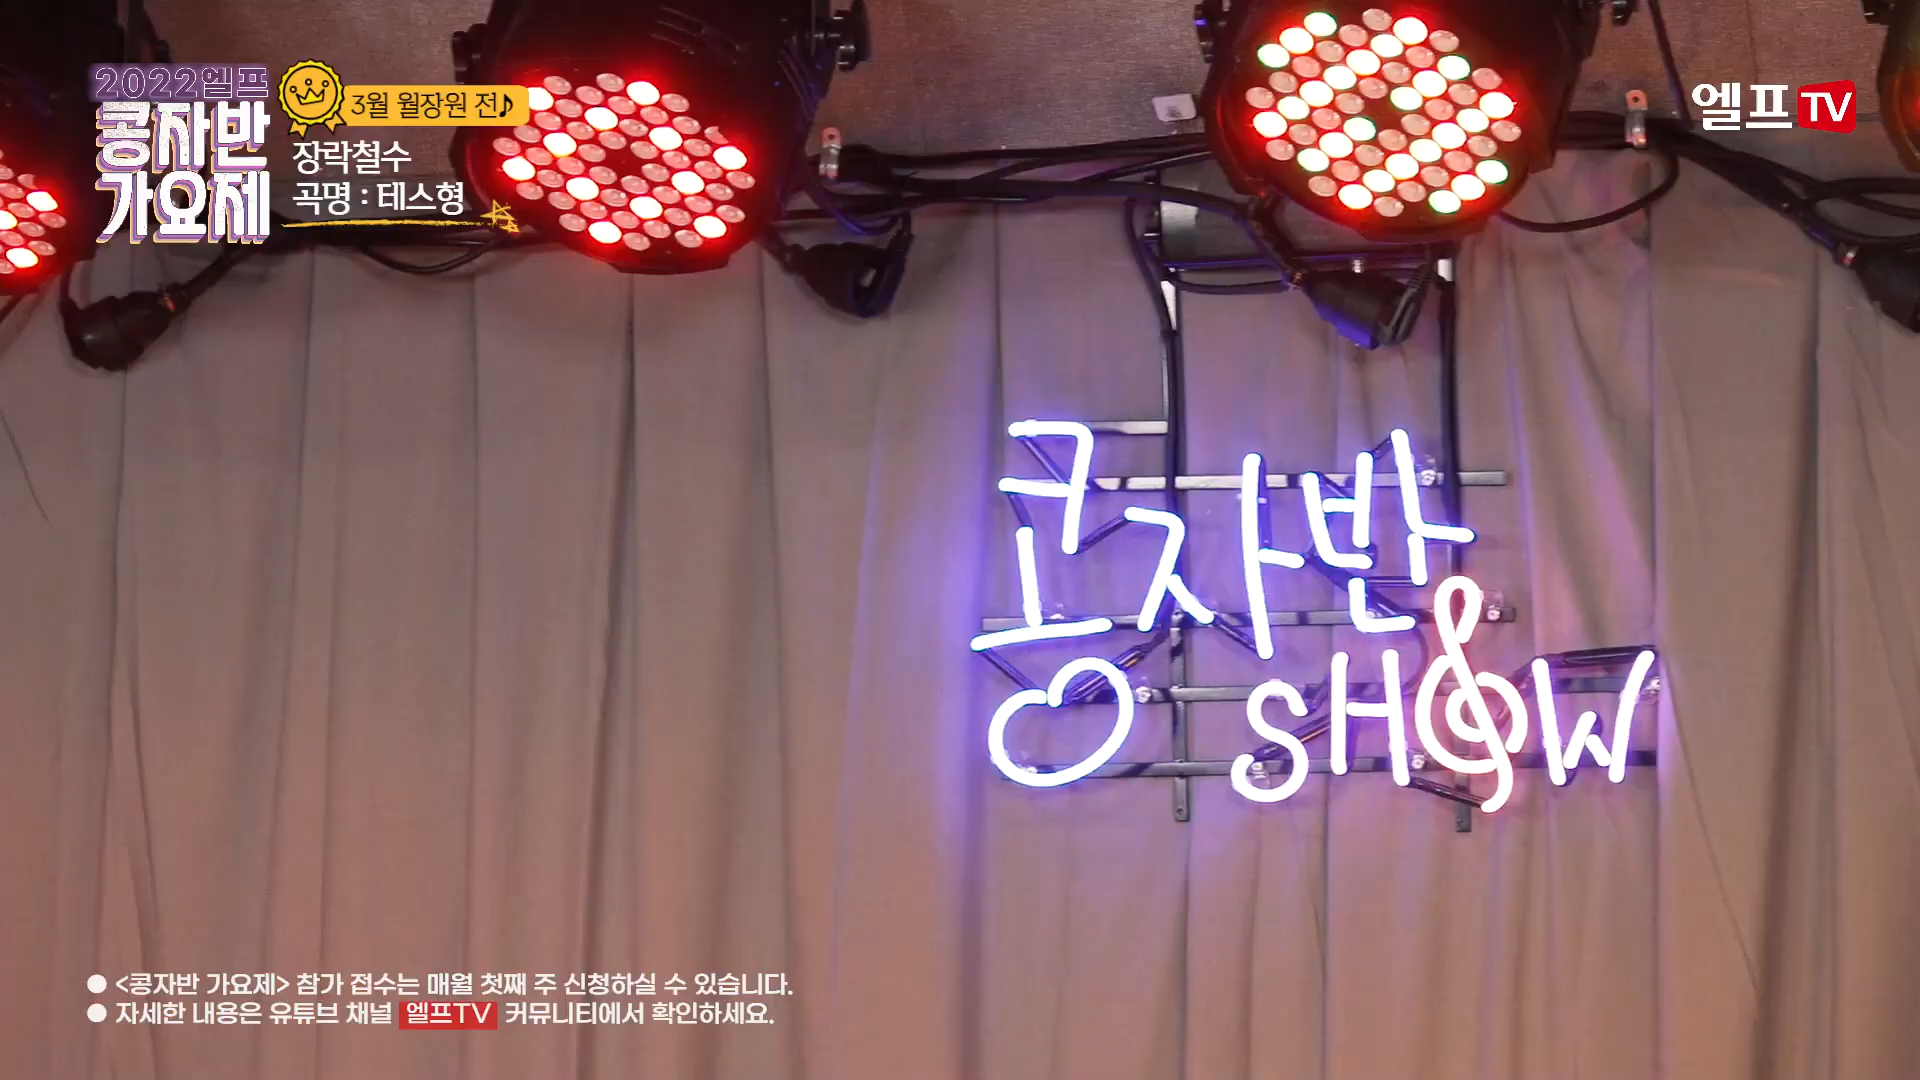 2022엘프
콩자반
가요제
3월 월장원 전♪
장락철수
곡명 : 테스형
엘프TV
콩자반
SHOW
● <콩자반 가요제> 참가 접수는 매월 첫째 주 신청하실 수 있습니다.
● 자세한 내용은 유튜브 채널 엘프TV 커뮤니티에서 확인하세요.